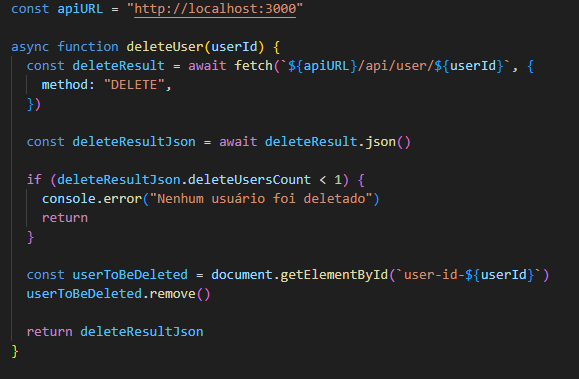 const apiURL = "http://localhost:3000"
async function deleteUser(userId) {
const deleteResult = await fetch(`${apiURL}/api/user/${userId}`, {
method: "DELETE",
})
const deleteResultJson = await deleteResult.json()
if (deleteResultJson.deleteUsersCount < 1) {
console.error("Nenhum usuário foi deletado")
return
}
const userToBeDeleted = document.getElementById(`user-id-${userId}`)
userToBeDeleted.remove()
return deleteResultJson
}